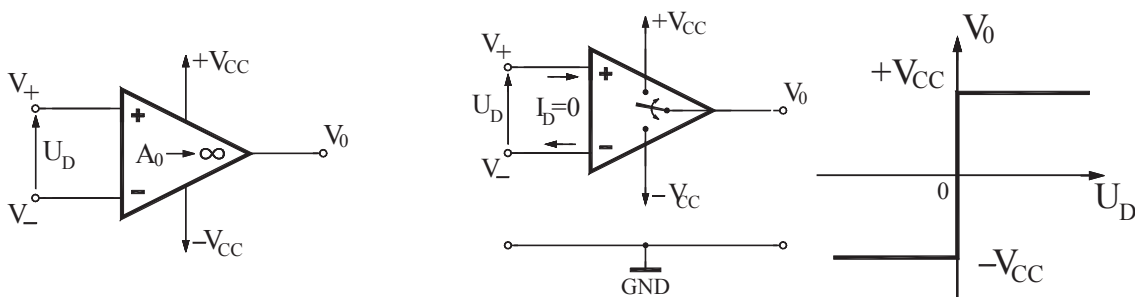 V+
+VCC
+
UD
A0 → ∞
V0
−
V−
−VCC
V+
+VCC
+
UD
ID=0
V0
−
V−
−VCC
GND
V0
+VCC
0
UD
−VCC